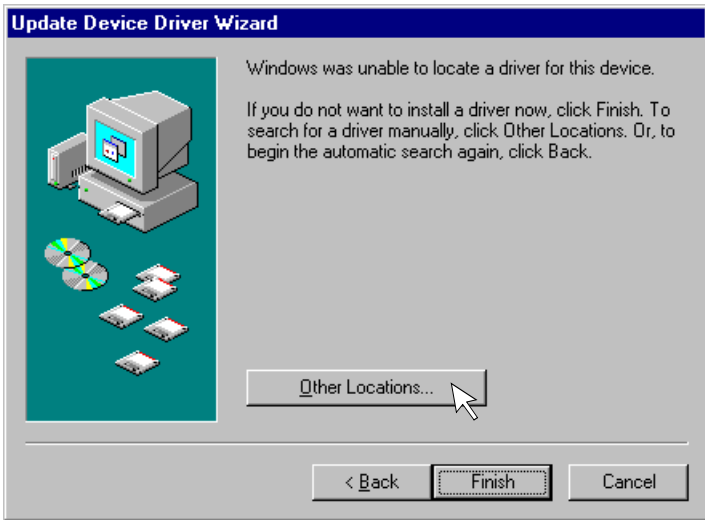 Update Device Driver Wizard
Windows was unable to locate a driver for this device.
If you do not want to install a driver now, click Finish. To
search for a driver manually, click Other Locations. Or, to
begin the automatic search again, click Back.
Other Locations...
< Back
Finish
Cancel